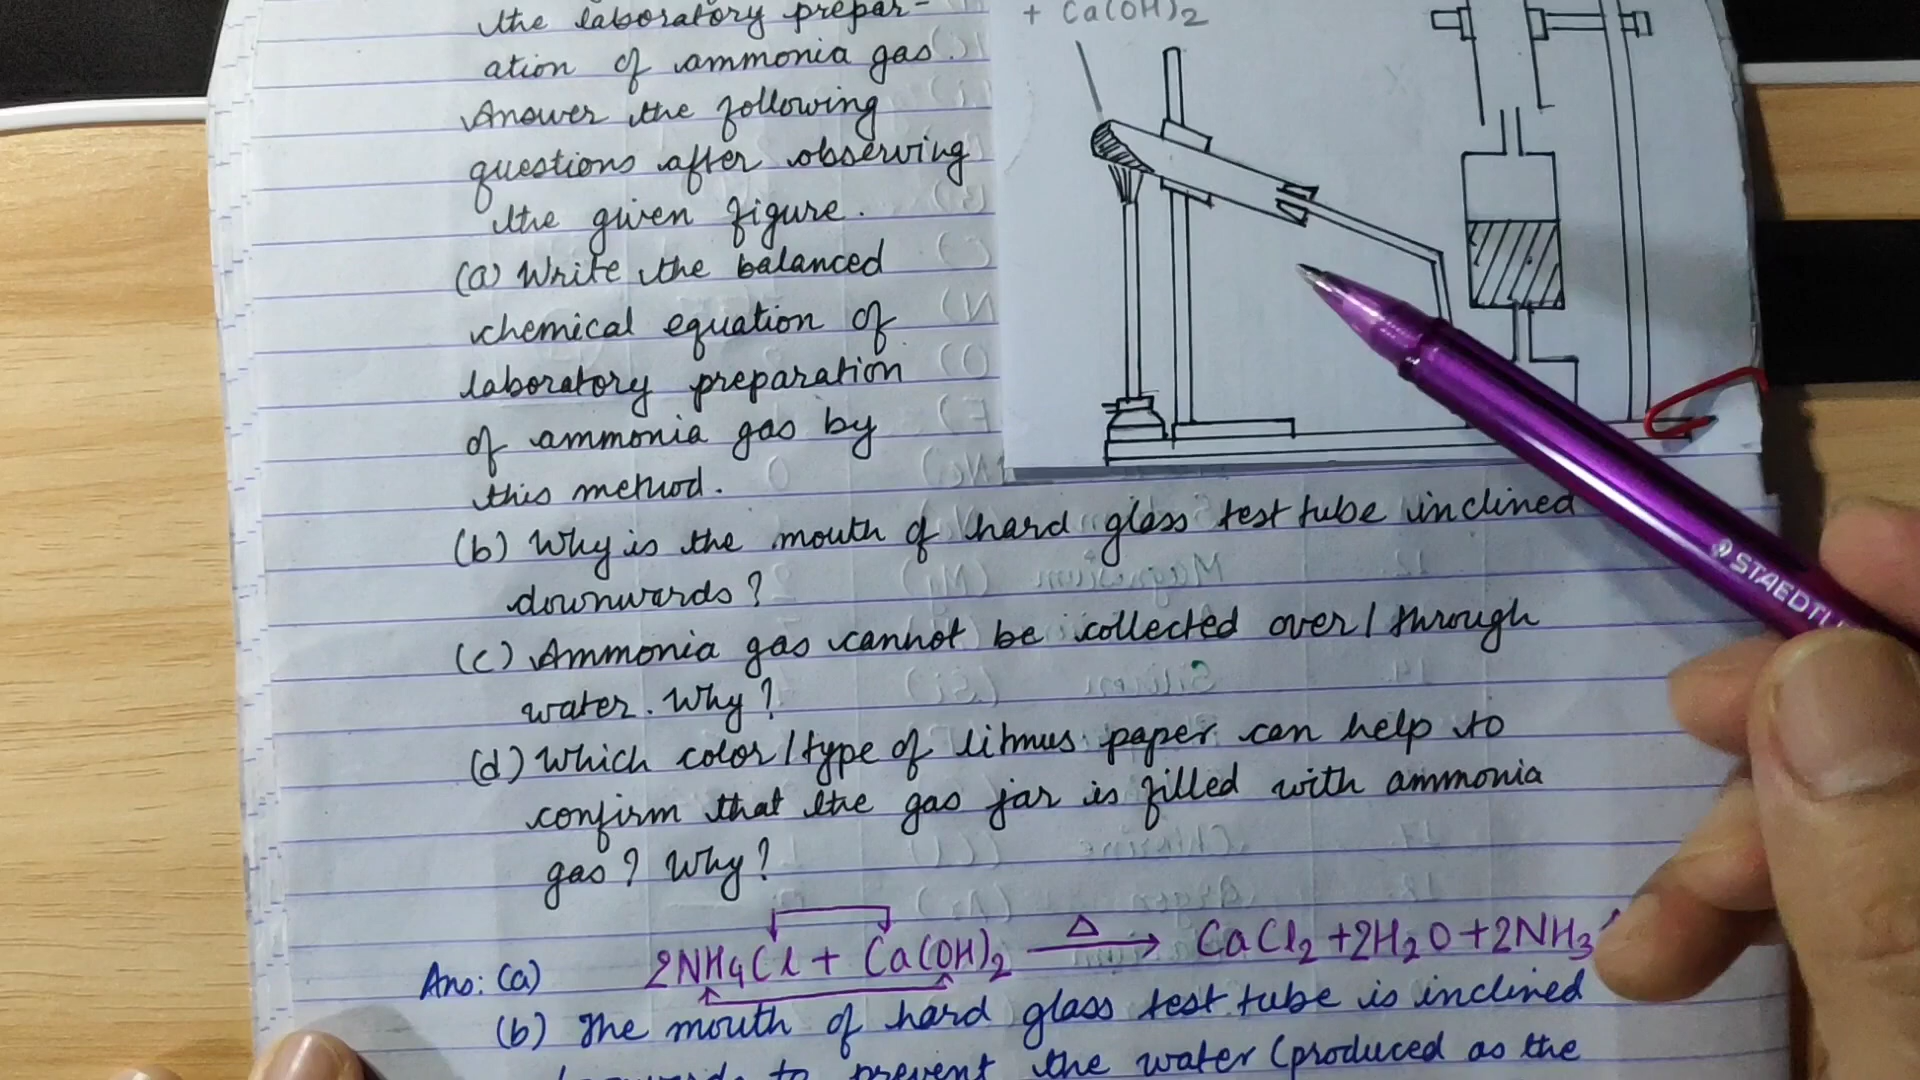 the laboratory prepar-
ation of ammonia gas.
Answer the following
questions after observing
the given figure.
+ Ca(OH)2
(a) Write the balanced
chemical equation of
laboratory preparation
of ammonia gas by
this method.
(b) Why is the mouth of hard glass test tube inclined
downwards?
(c) Ammonia gas cannot be collected over/through
water. Why?
(d) Which color/type of litmus paper can help to
confirm that the gas jar is filled with ammonia
gas? Why?
Ans: (a) 2NH4Cl + Ca(OH)2 —Δ→ CaCl2 + 2H2O + 2NH3
(b) The mouth of hard glass test tube is inclined
to prevent the water (produced as the
STAEDTL